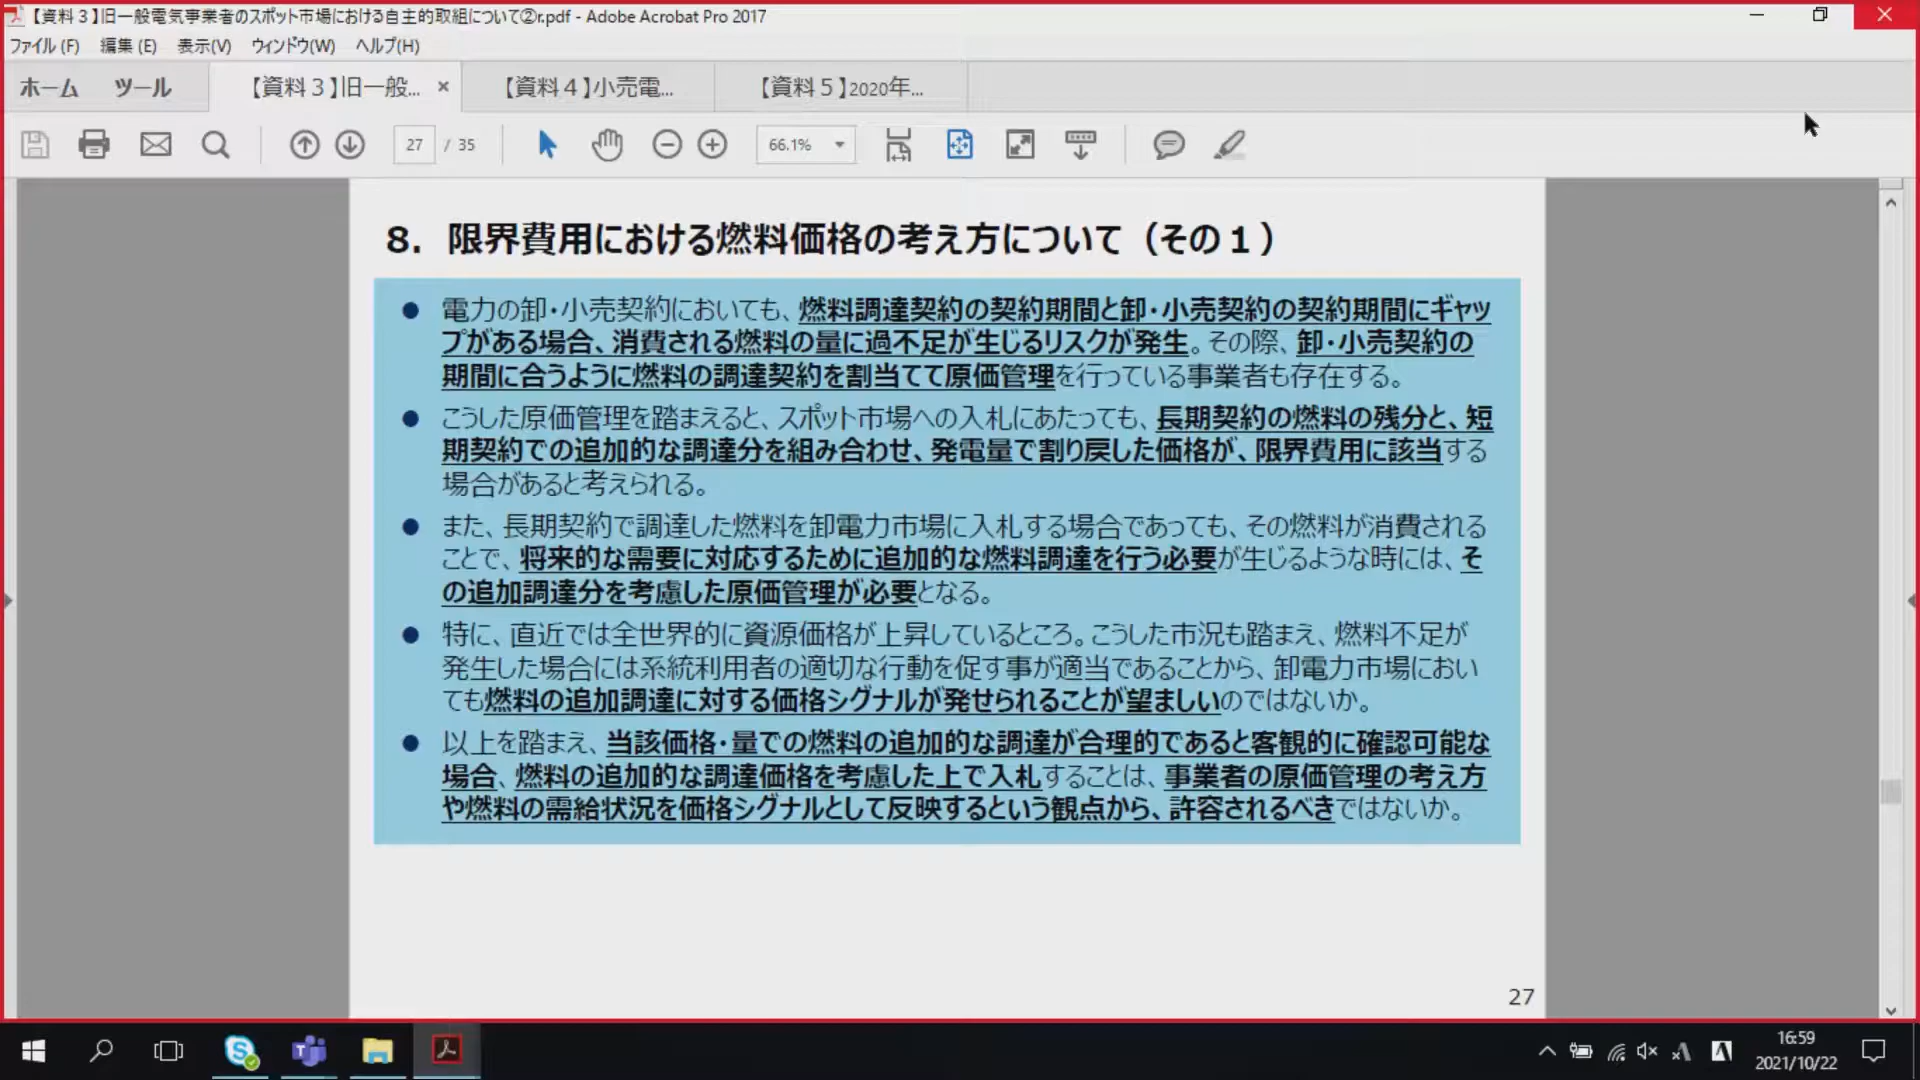 【資料３】旧一般電気事業者のスポット市場における自主的取組について②r.pdf - Adobe Acrobat Pro 2017
ファイル(F) 編集(E) 表示(V) ウィンドウ(W) ヘルプ(H)
ホーム ツール 【資料３】旧一般... × 【資料４】小売電... 【資料５】2020年...
27 / 35 66.1%
8． 限界費用における燃料価格の考え方について（その１）
● 電力の卸・小売契約においても、燃料調達契約の契約期間と卸・小売契約の契約期間にギャッ
プがある場合、消費される燃料の量に過不足が生じるリスクが発生。その際、卸・小売契約の
期間に合うように燃料の調達契約を割当てて原価管理を行っている事業者も存在する。
● こうした原価管理を踏まえると、スポット市場への入札にあたっても、長期契約の燃料の残分と、短
期契約での追加的な調達分を組み合わせ、発電量で割り戻した価格が、限界費用に該当する
場合があると考えられる。
● また、長期契約で調達した燃料を卸電力市場に入札する場合であっても、その燃料が消費される
ことで、将来的な需要に対応するために追加的な燃料調達を行う必要が生じるような時には、そ
の追加調達分を考慮した原価管理が必要となる。
● 特に、直近では全世界的に資源価格が上昇しているところ。こうした市況も踏まえ、燃料不足が
発生した場合には系統利用者の適切な行動を促す事が適当であることから、卸電力市場におい
ても燃料の追加調達に対する価格シグナルが発せられることが望ましいのではないか。
● 以上を踏まえ、当該価格・量での燃料の追加的な調達が合理的であると客観的に確認可能な
場合、燃料の追加的な調達価格を考慮した上で入札することは、事業者の原価管理の考え方
や燃料の需給状況を価格シグナルとして反映するという観点から、許容されるべきではないか。
27
16:59
2021/10/22